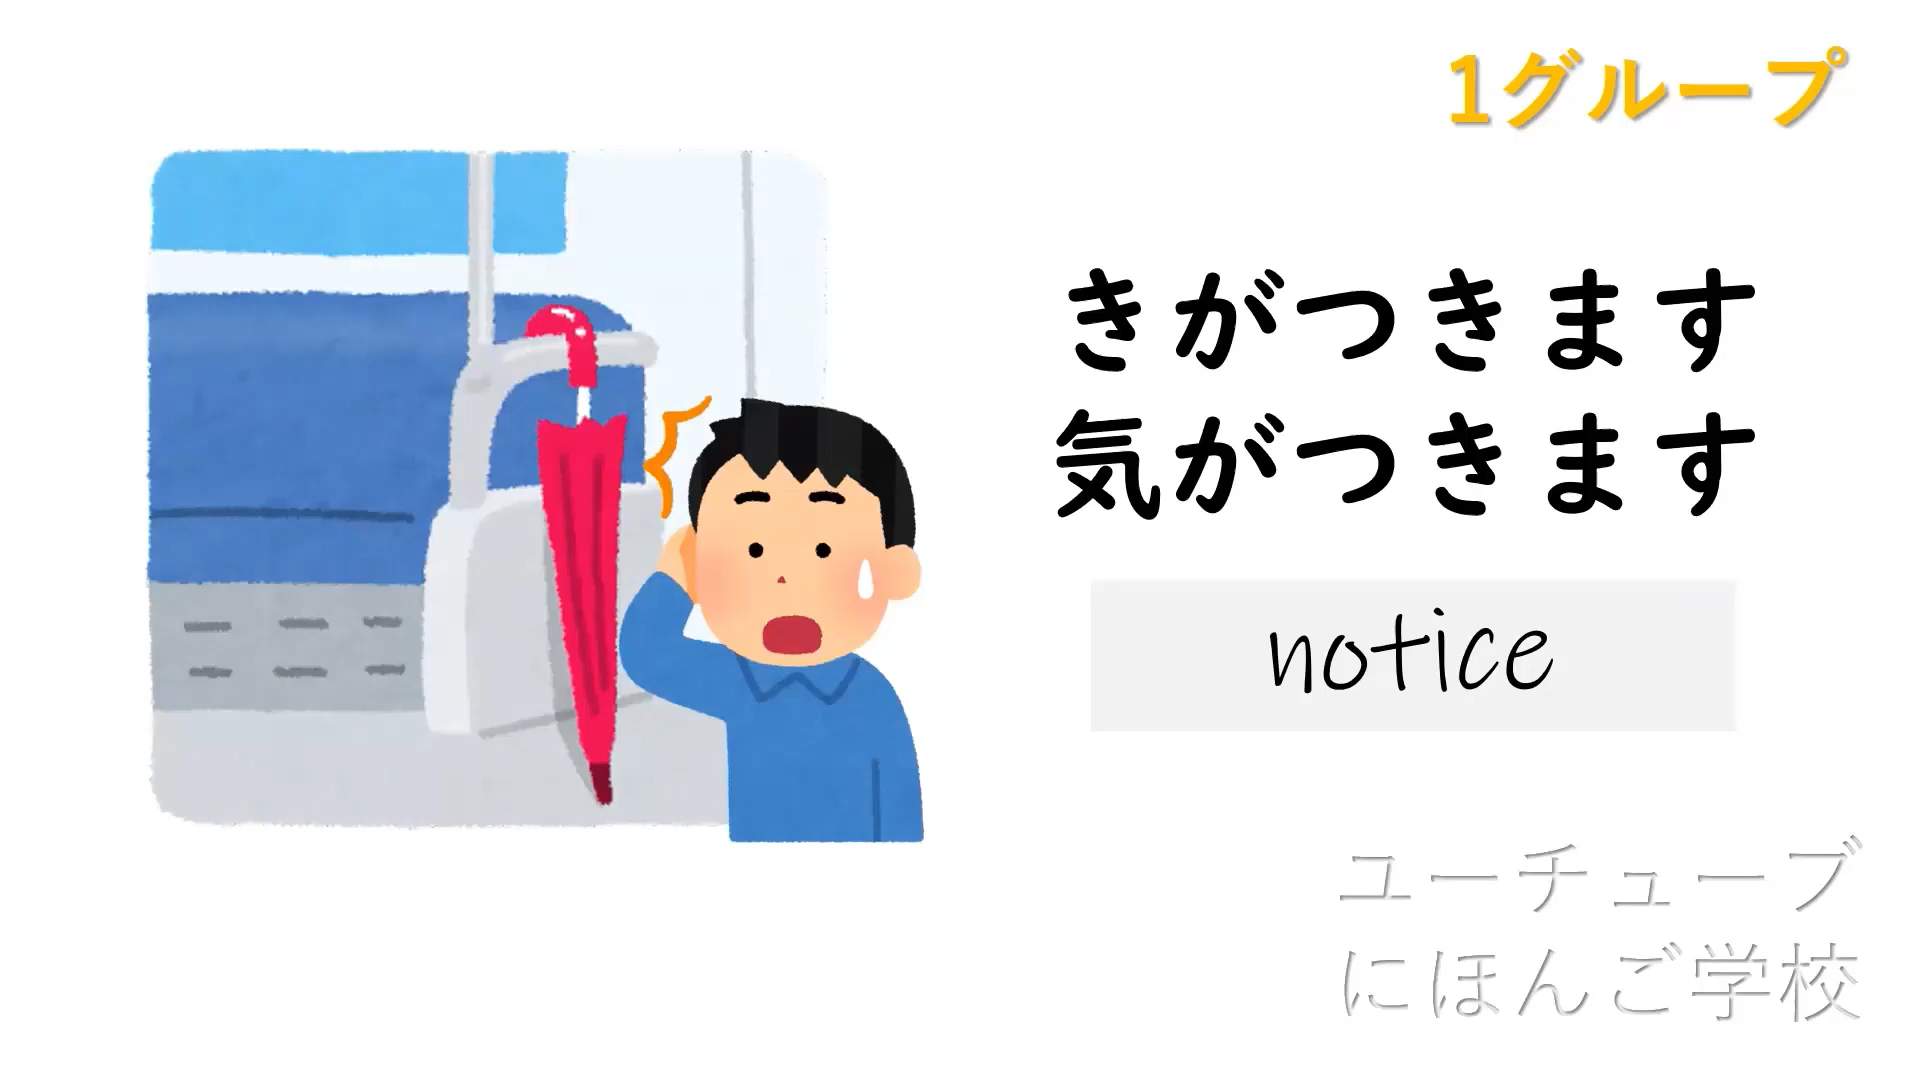 1グループ
きがつきます
気がつきます
notice
ユーチューブ
にほんご学校